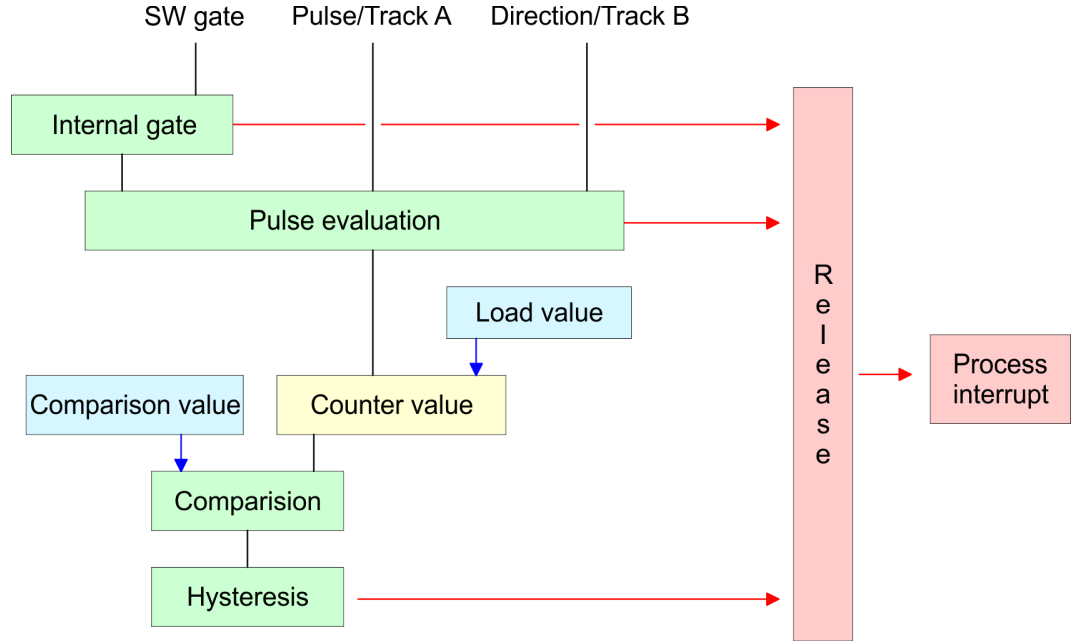 SW gate
Pulse/Track A
Direction/Track B
Internal gate
Pulse evaluation
Load value
Comparison value
Counter value
Comparision
Hysteresis
Release
Process
interrupt